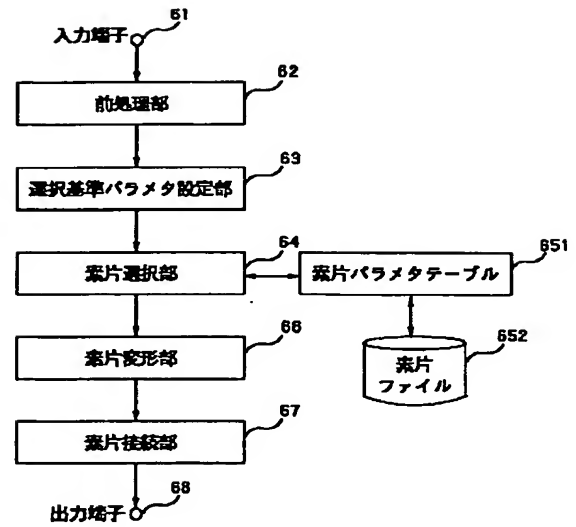 入力端子 61
前処理部 62
選択基準パラメタ設定部 63
素片選択部 64
素片パラメタテーブル 651
素片
ファイル 652
素片変形部 66
素片接続部 67
出力端子 68